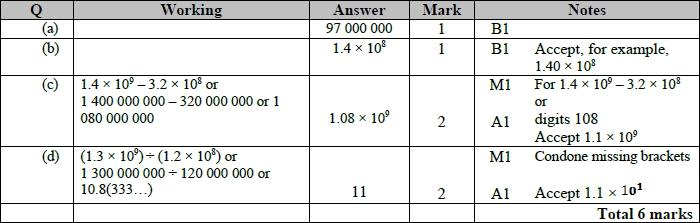 Q Working Answer Mark Notes
(a) 97 000 000 1 B1
(b) 1.4 × 10⁸ 1 B1 Accept, for example,
1.40 × 10⁸
(c) 1.4 × 10⁹ – 3.2 × 10⁸ or M1 For 1.4 × 10⁹ – 3.2 × 10⁸
1 400 000 000 – 320 000 000 or 1 or
080 000 000 1.08 × 10⁹ 2 A1 digits 108
Accept 1.1 × 10⁹
(d) (1.3 × 10⁹) ÷ (1.2 × 10⁸) or M1 Condone missing brackets
1 300 000 000 ÷ 120 000 000 or
10.8(333…) 11 2 A1 Accept 1.1 × 10¹
Total 6 marks